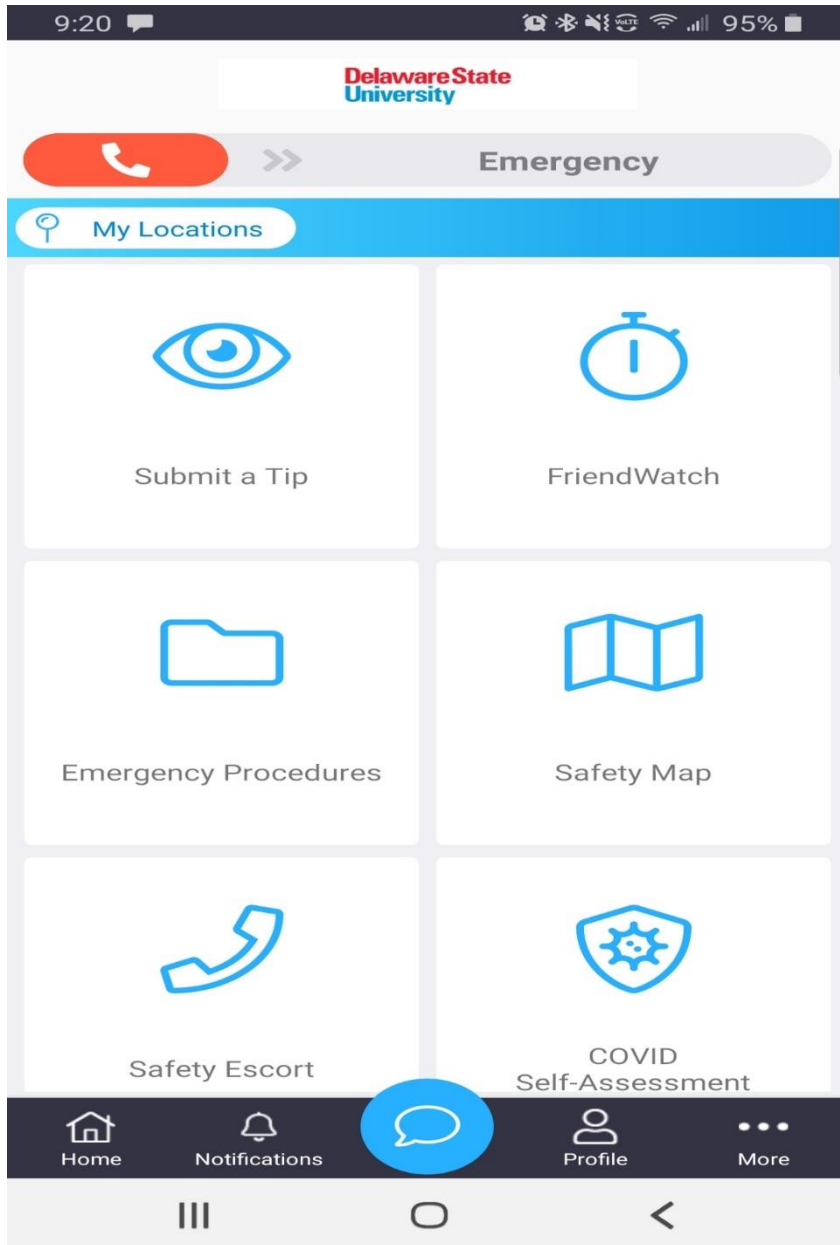 9:20 VoLTE 95%
Delaware State
University
Emergency
My Locations
Submit a Tip
FriendWatch
Emergency Procedures
Safety Map
Safety Escort
COVID
Self-Assessment
Home
Notifications
Profile
More